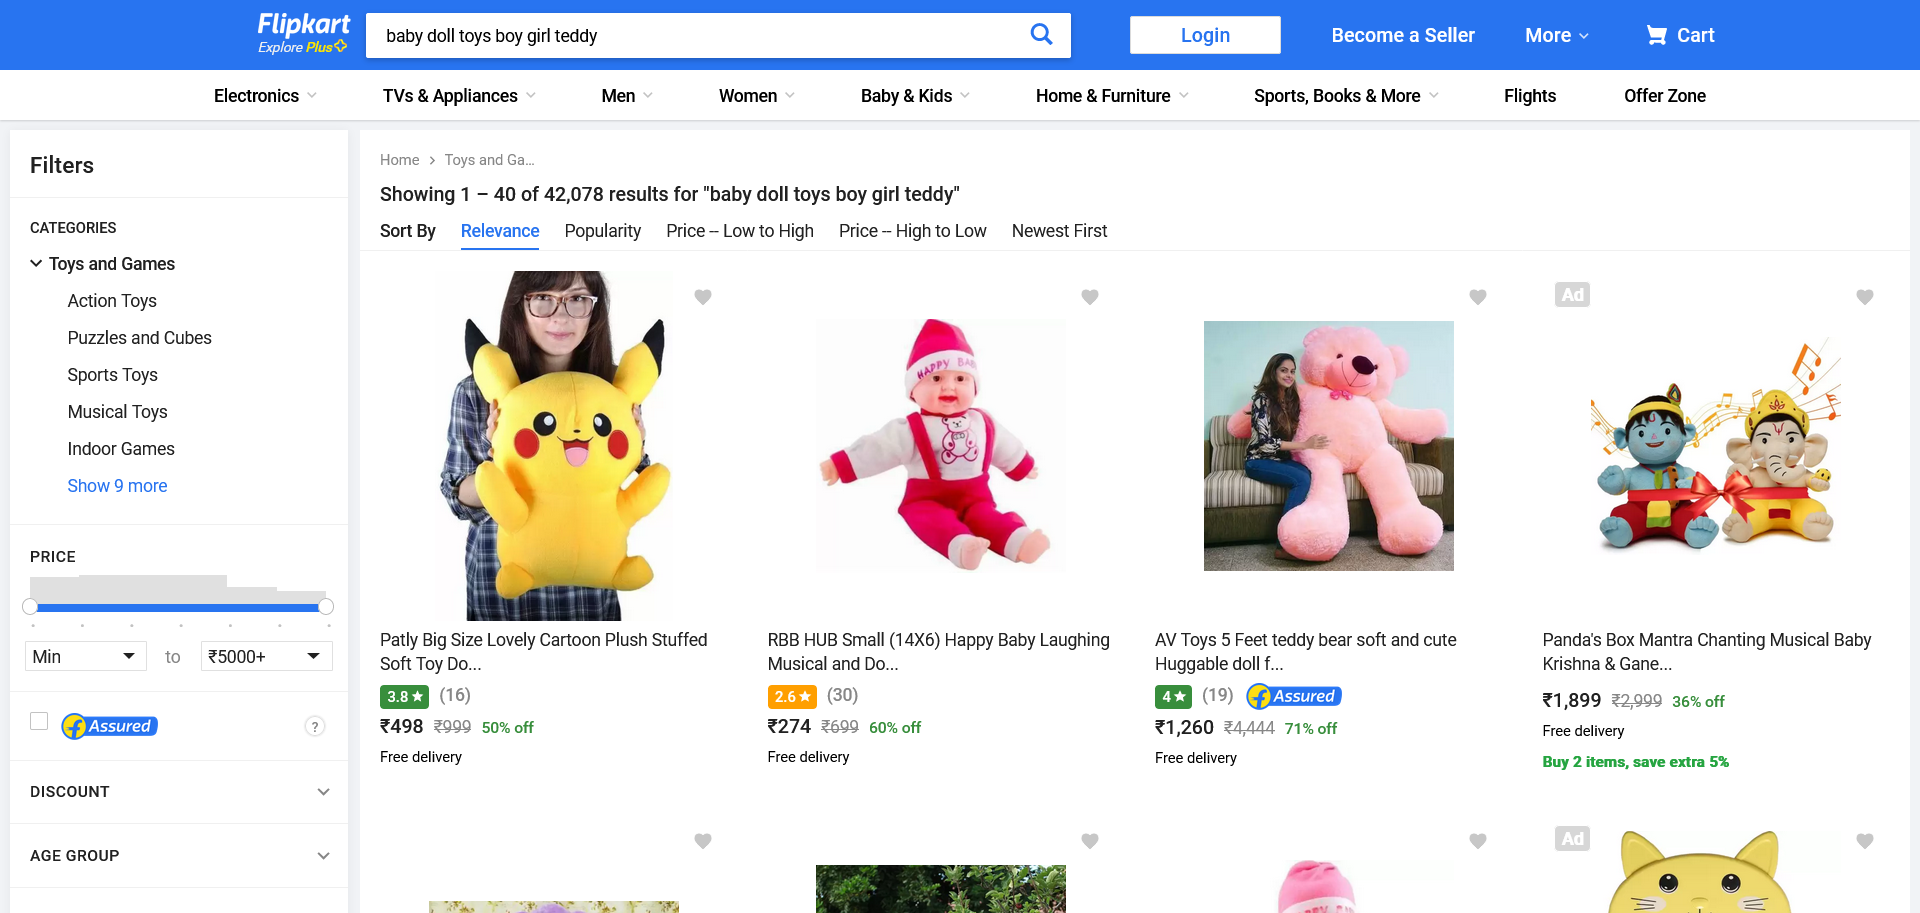 Flipkart
Explore Plus
baby doll toys boy girl teddy
Login
Become a Seller
More
Cart
Electronics
TVs & Appliances
Men
Women
Baby & Kids
Home & Furniture
Sports, Books & More
Flights
Offer Zone
Filters
CATEGORIES
Toys and Games
Action Toys
Puzzles and Cubes
Sports Toys
Musical Toys
Indoor Games
Show 9 more
PRICE
Min
to
₹5000+
Assured
?
DISCOUNT
AGE GROUP
Home
Toys and Ga...
Showing 1 – 40 of 42,078 results for "baby doll toys boy girl teddy"
Sort By
Relevance
Popularity
Price -- Low to High
Price -- High to Low
Newest First
Patly Big Size Lovely Cartoon Plush Stuffed
Soft Toy Do...
3.8
(16)
₹498 ₹999 50% off
Free delivery
HAPPY BABY
RBB HUB Small (14X6) Happy Baby Laughing
Musical and Do...
2.6
(30)
₹274 ₹699 60% off
Free delivery
AV Toys 5 Feet teddy bear soft and cute
Huggable doll f...
4
(19)
Assured
₹1,260 ₹4,444 71% off
Free delivery
Ad
Panda's Box Mantra Chanting Musical Baby
Krishna & Gane...
₹1,899 ₹2,999 36% off
Free delivery
Buy 2 items, save extra 5%
Ad